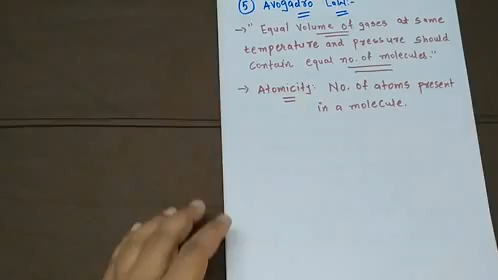 ⑤ Avogadro Law:-
→" Equal Volume of gases at same
temperature and pressure should
contain equal no. of molecules."
→ Atomicity: No. of atoms present
in a molecule.